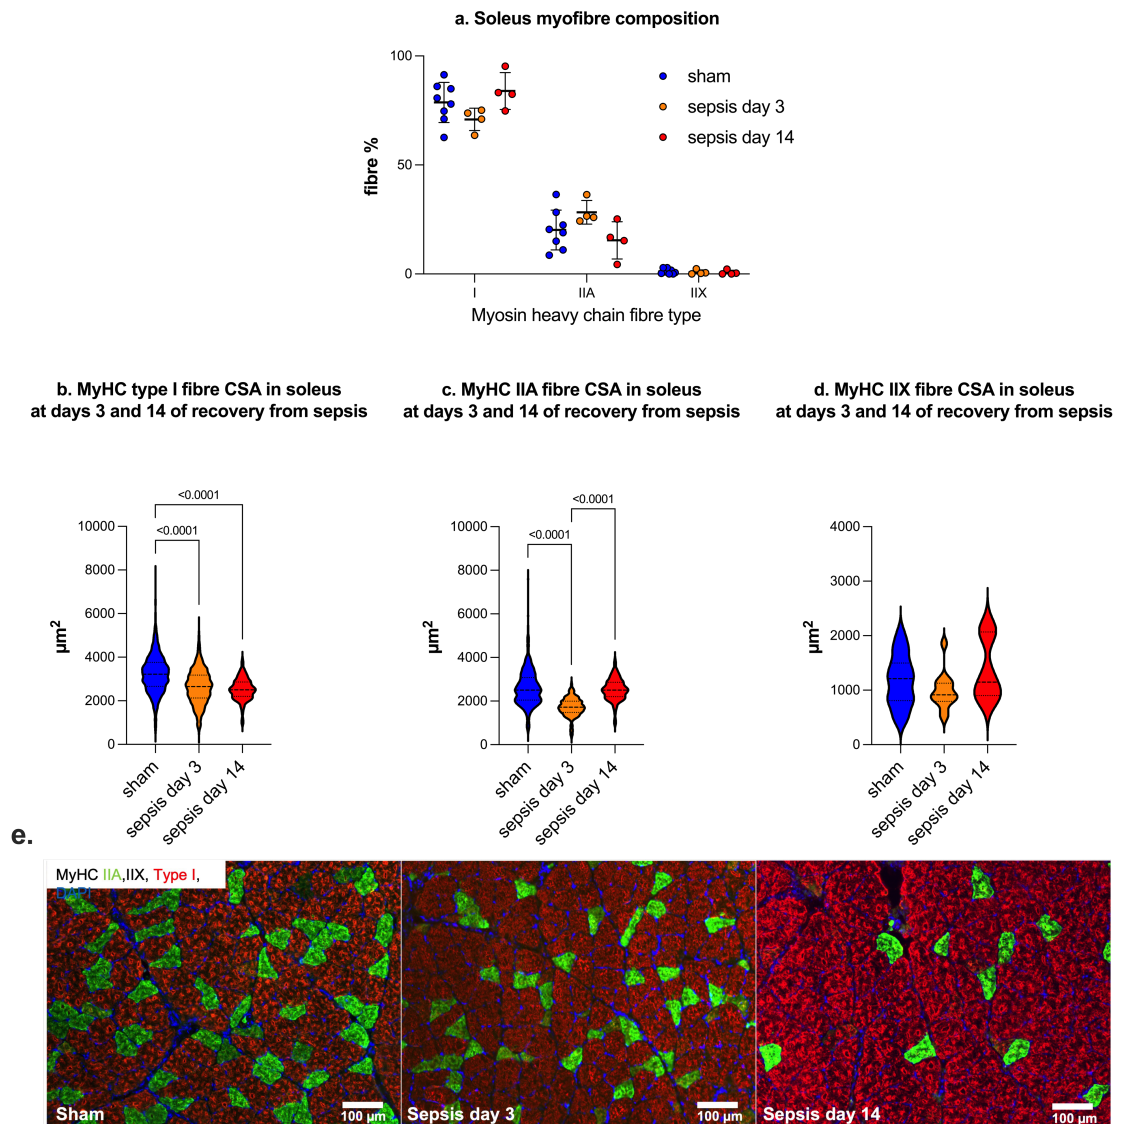 a. Soleus myofibre composition
100
50
0
fibre %
sham
sepsis day 3
sepsis day 14
I
IIA
IIX
Myosin heavy chain fibre type
b. MyHC type I fibre CSA in soleus
at days 3 and 14 of recovery from sepsis
<0.0001
<0.0001
10000
8000
6000
4000
2000
0
µm²
sham
sepsis day 3
sepsis day 14
c. MyHC IIA fibre CSA in soleus
at days 3 and 14 of recovery from sepsis
<0.0001
<0.0001
10000
8000
6000
4000
2000
0
µm²
sham
sepsis day 3
sepsis day 14
d. MyHC IIX fibre CSA in soleus
at days 3 and 14 of recovery from sepsis
4000
3000
2000
1000
0
µm²
sham
sepsis day 3
sepsis day 14
e.
MyHC IIA,IIX, Type I,
DAPI
Sham
100 µm
Sepsis day 3
100 µm
Sepsis day 14
100 µm